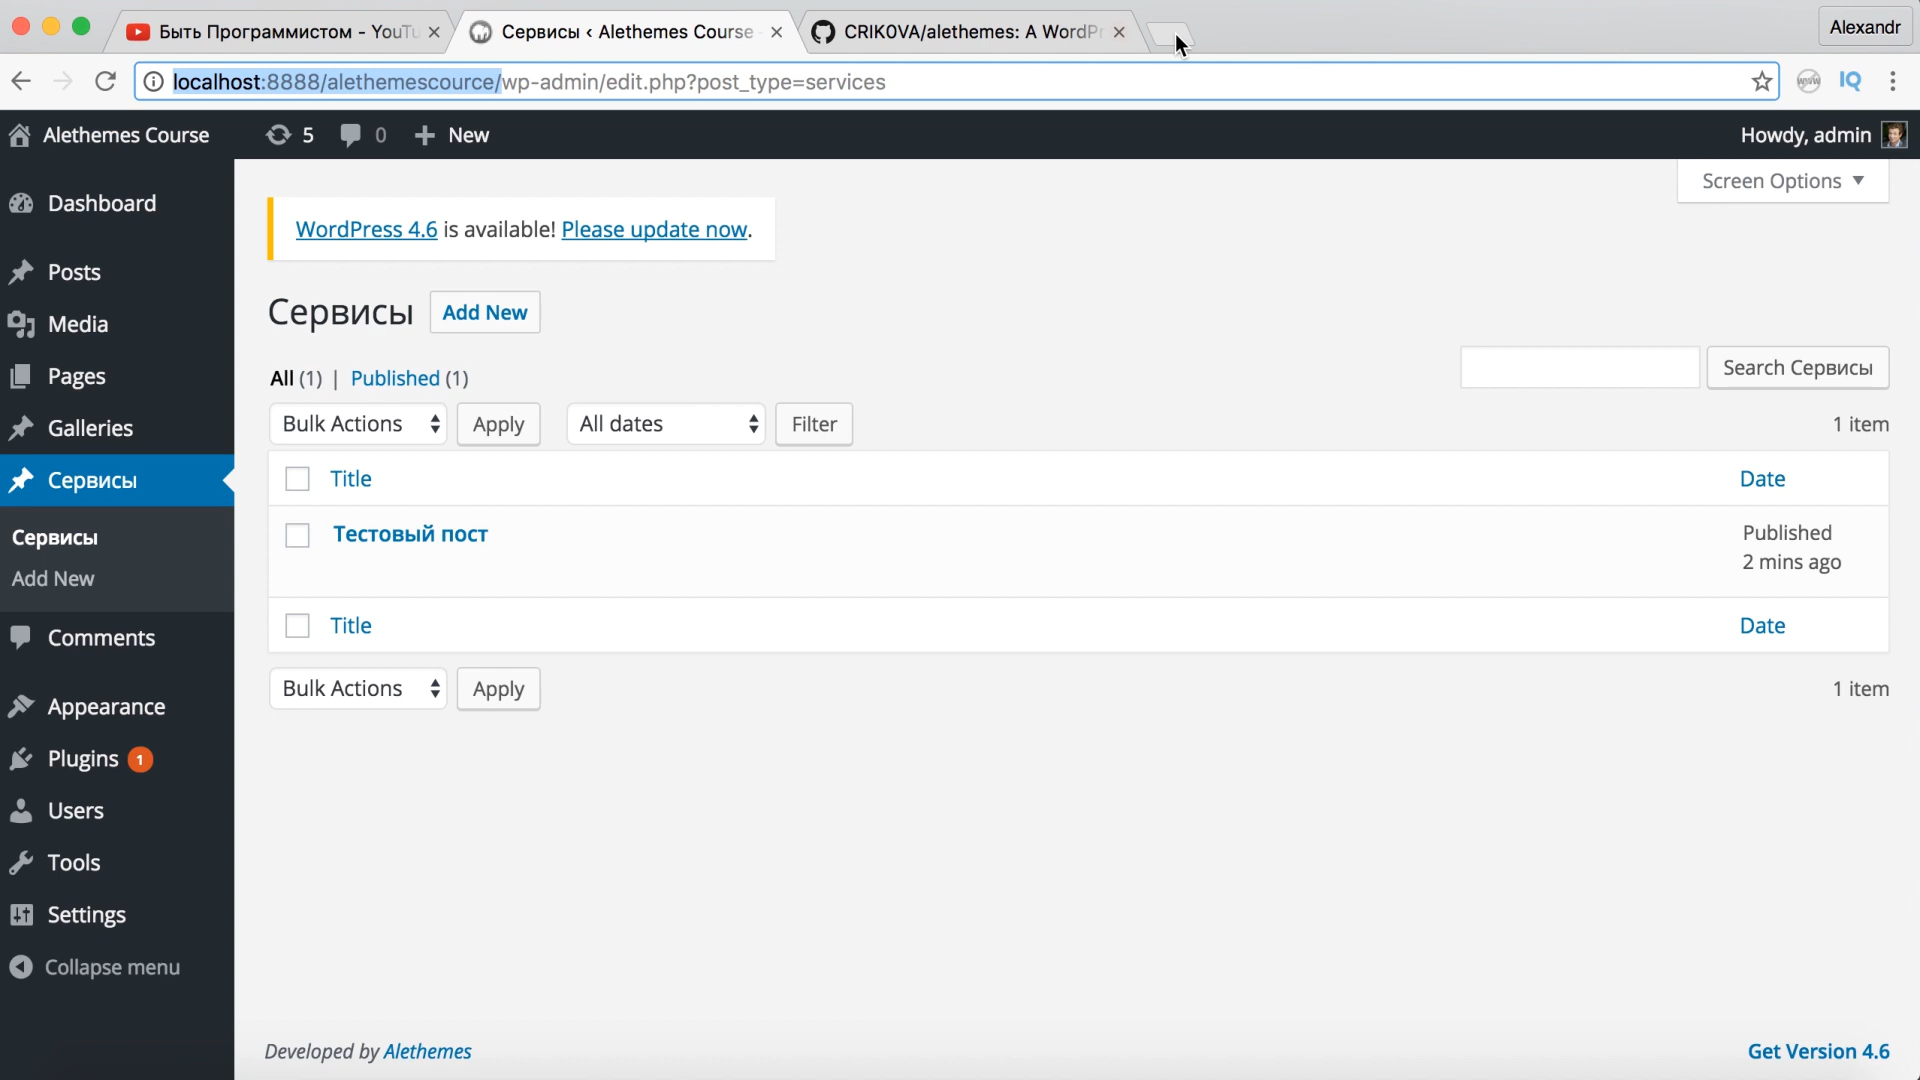 Быть Программистом - YouTu
Сервисы ‹ Alethemes Course
CRIK0VA/alethemes: A WordPr
Alexandr
localhost:8888/alethemescource/wp-admin/edit.php?post_type=services
IQ
Alethemes Course
5
0
New
Howdy, admin
Screen Options
Dashboard
Posts
Media
Pages
Galleries
Сервисы
Сервисы
Add New
Comments
Appearance
Plugins 1
Users
Tools
Settings
Collapse menu
WordPress 4.6 is available! Please update now.
Сервисы Add New
All (1) | Published (1)
Search Сервисы
Bulk Actions Apply All dates Filter 1 item
Title Date
Тестовый пост Published
2 mins ago
Title Date
Bulk Actions Apply 1 item
Developed by Alethemes
Get Version 4.6